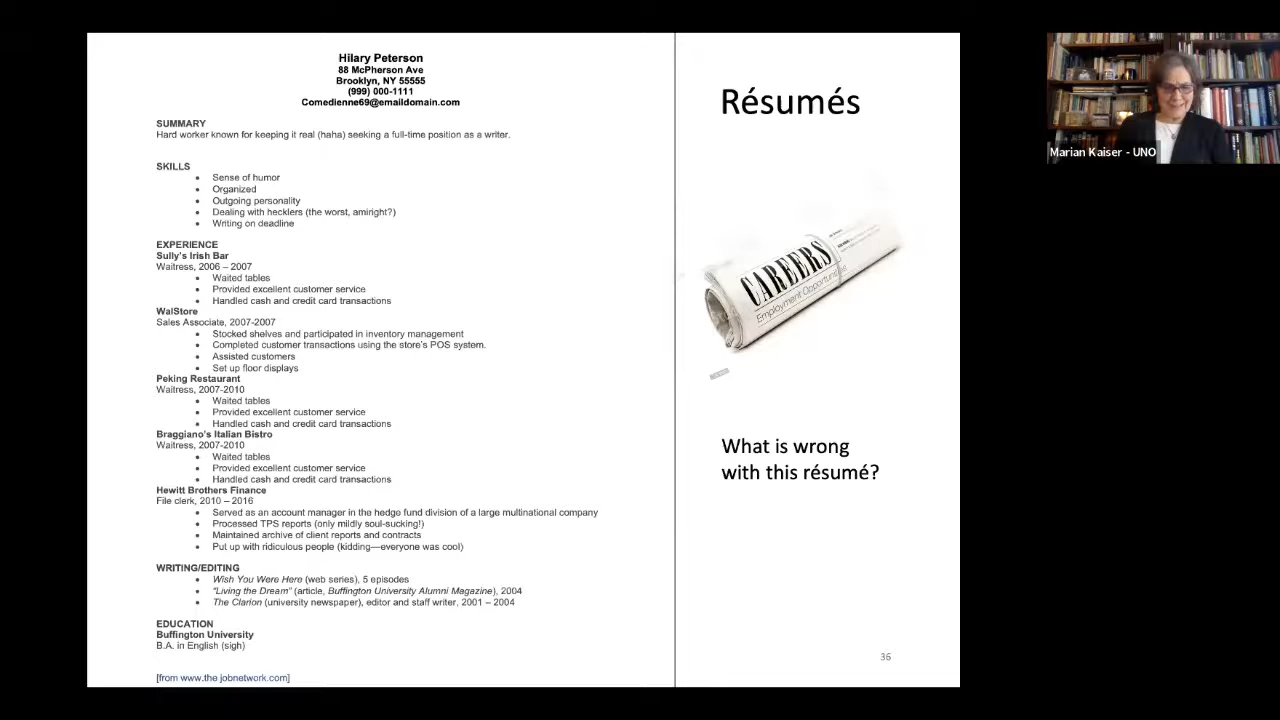 Hilary Peterson
88 McPherson Ave
Brooklyn, NY 55555
(999) 000-1111
Comedienne69@emaildomain.com
SUMMARY
Hard worker known for keeping it real (haha) seeking a full-time position as a writer.
SKILLS
• Sense of humor
• Organized
• Outgoing personality
• Dealing with hecklers (the worst, amiright?)
• Writing on deadline
EXPERIENCE
Sully's Irish Bar
Waitress, 2006 – 2007
• Waited tables
• Provided excellent customer service
• Handled cash and credit card transactions
WalStore
Sales Associate, 2007-2007
• Stocked shelves and participated in inventory management
• Completed customer transactions using the store's POS system.
• Assisted customers
• Set up floor displays
Peking Restaurant
Waitress, 2007-2010
• Waited tables
• Provided excellent customer service
• Handled cash and credit card transactions
Braggiano's Italian Bistro
Waitress, 2007-2010
• Waited tables
• Provided excellent customer service
• Handled cash and credit card transactions
Hewitt Brothers Finance
File clerk, 2010 – 2016
• Served as an account manager in the hedge fund division of a large multinational company
• Processed TPS reports (only mildly soul-sucking!)
• Maintained archive of client reports and contracts
• Put up with ridiculous people (kidding—everyone was cool)
WRITING/EDITING
• Wish You Were Here (web series), 5 episodes
• "Living the Dream" (article, Buffington University Alumni Magazine), 2004
• The Clarion (university newspaper), editor and staff writer, 2001 – 2004
EDUCATION
Buffington University
B.A. in English (sigh)
[from www.the jobnetwork.com]
Résumés
CAREERS
Employment Opportunities
What is wrong
with this résumé?
36
Marian Kaiser - UNO